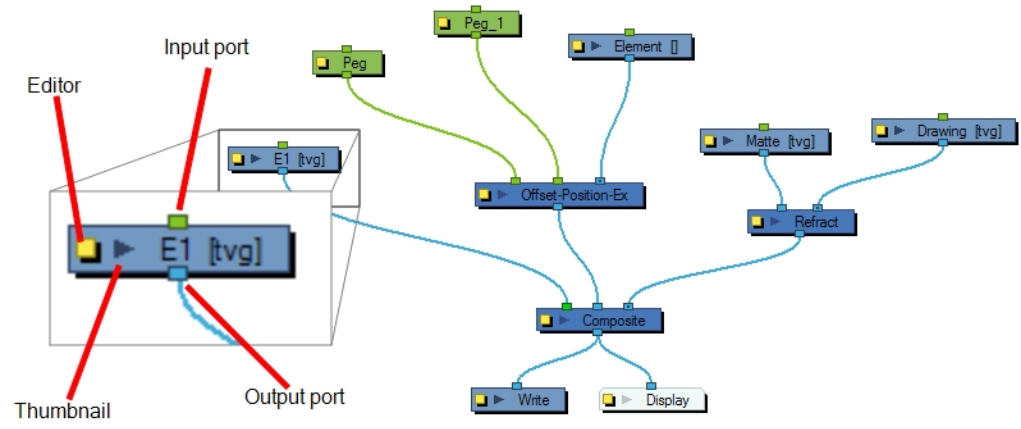 Peg_1
Input port
Element []
Peg
Editor
Drawing [tvg]
Matte [tvg]
E1 [tvg]
Offset-Position-Ex
Refract
E1 [tvg]
Composite
Output port
Write
Display
Thumbnail